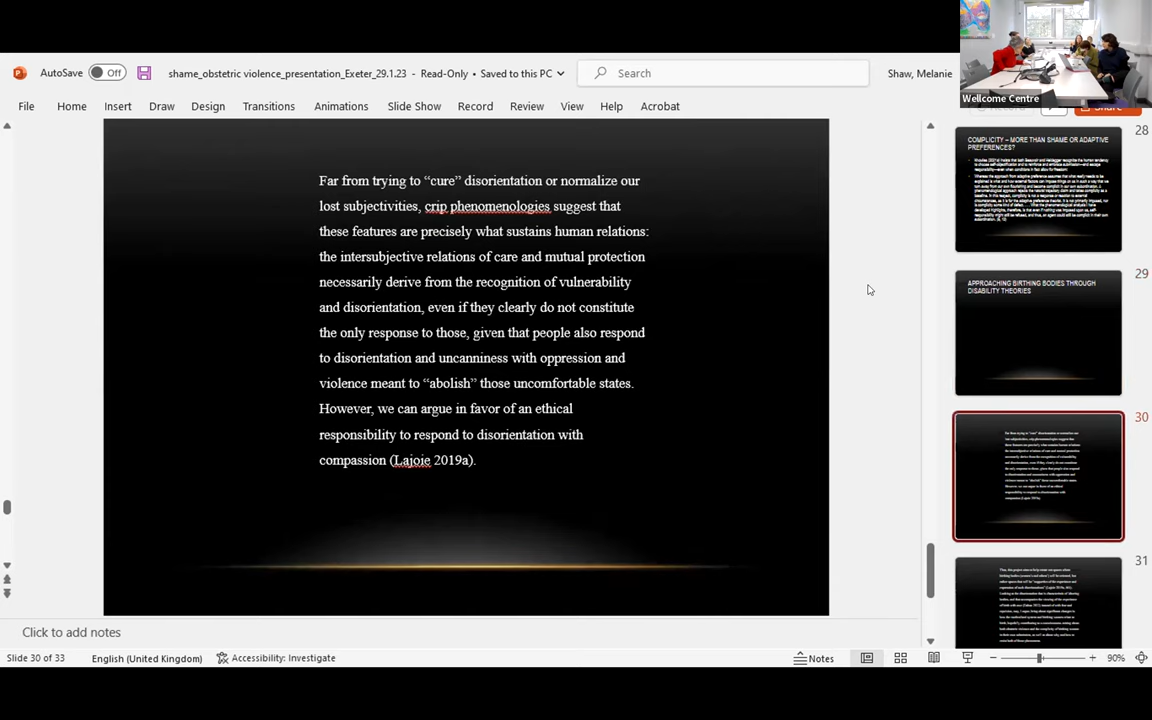 AutoSave
Off
shame_obstetric violence_presentation_Exeter_29.1.23 - Read-Only • Saved to this PC
Search
Shaw, Melanie
Wellcome Centre
File
Home
Insert
Draw
Design
Transitions
Animations
Slide Show
Record
Review
View
Help
Acrobat
Share
Far from trying to “cure” disorientation or normalize our
lost subjectivities, crip phenomenologies suggest that
these features are precisely what sustains human relations:
the intersubjective relations of care and mutual protection
necessarily derive from the recognition of vulnerability
and disorientation, even if they clearly do not constitute
the only response to those, given that people also respond
to disorientation and uncanniness with oppression and
violence meant to “abolish” those uncomfortable states.
However, we can argue in favor of an ethical
responsibility to respond to disorientation with
compassion (Lajoie 2019a).
28
COMPLICITY – MORE THAN SHAME OR ADAPTIVE
PREFERENCES?
29
APPROACHING BIRTHING BODIES THROUGH
DISABILITY THEORIES
30
31
Click to add notes
Slide 30 of 33
English (United Kingdom)
Accessibility: Investigate
Notes
90%